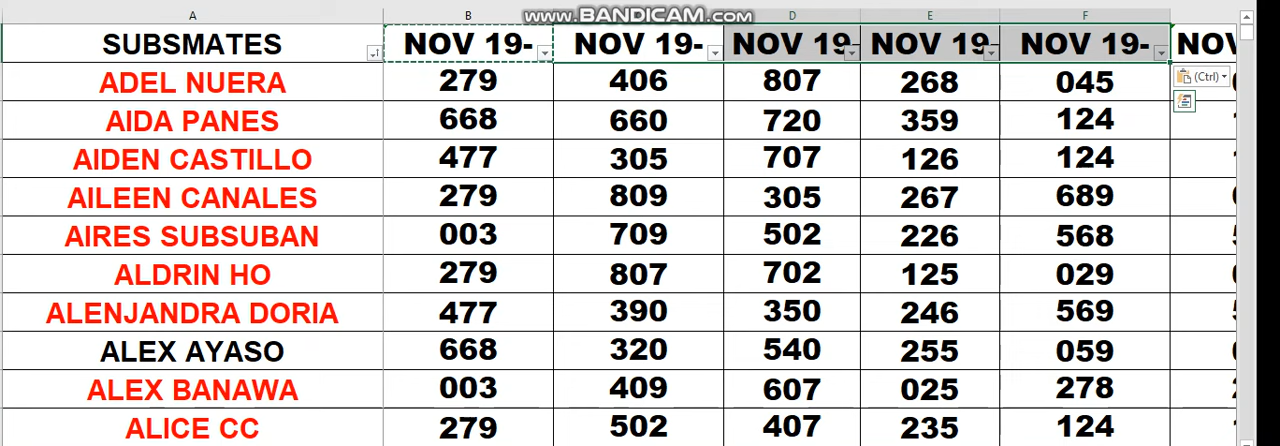 www.BANDICAM.com
A B D E F
SUBSMATES NOV 19- NOV 19- NOV 19- NOV 19- NOV 19- NOV
(Ctrl)
ADEL NUERA 279 406 807 268 045
AIDA PANES 668 660 720 359 124
AIDEN CASTILLO 477 305 707 126 124
AILEEN CANALES 279 809 305 267 689
AIRES SUBSUBAN 003 709 502 226 568
ALDRIN HO 279 807 702 125 029
ALENJANDRA DORIA 477 390 350 246 569
ALEX AYASO 668 320 540 255 059
ALEX BANAWA 003 409 607 025 278
ALICE CC 279 502 407 235 124